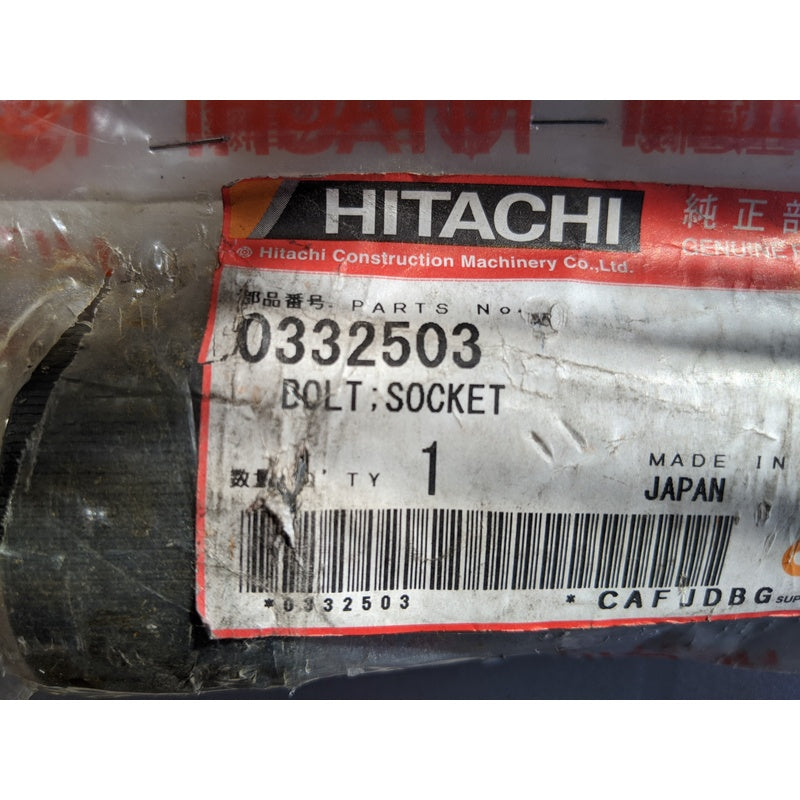 HITACHI
純正部
GENUINE
® Hitachi Construction Machinery Co.,Ltd.
部品番号. PARTS No.
0332503
BOLT;SOCKET
数量 Q'TY 1
MADE IN
JAPAN
*0332503 * CAFJDBG